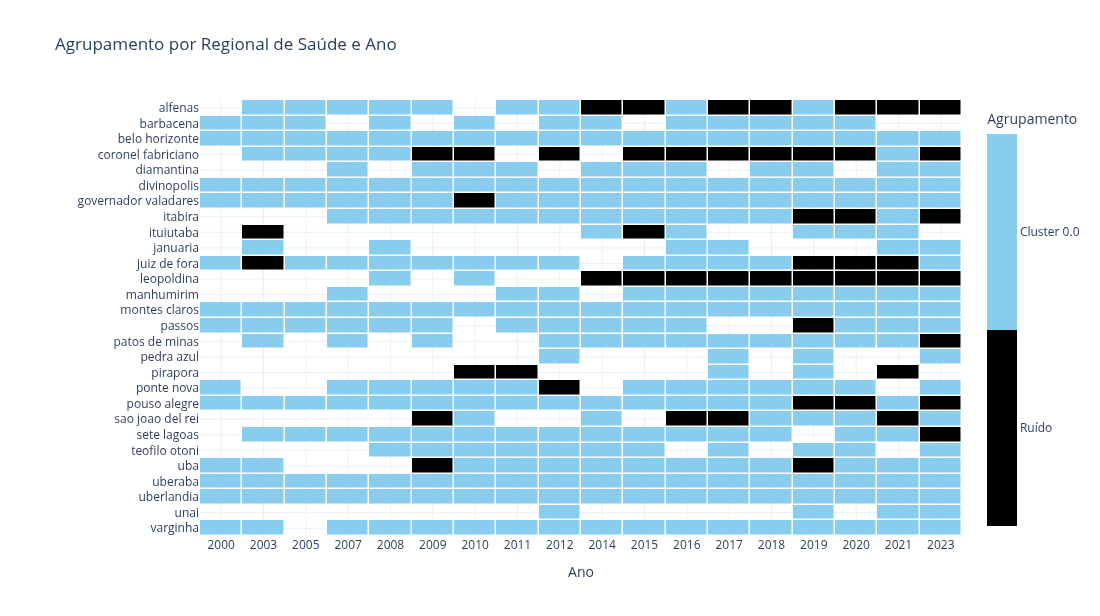 Agrupamento por Regional de Saúde e Ano
alfenas
barbacena
belo horizonte
coronel fabriciano
diamantina
divinopolis
governador valadares
itabira
ituiutaba
januaria
juiz de fora
leopoldina
manhumirim
montes claros
passos
patos de minas
pedra azul
pirapora
ponte nova
pouso alegre
sao joao del rei
sete lagoas
teofilo otoni
uba
uberaba
uberlandia
unai
varginha
2000 2003 2005 2007 2008 2009 2010 2011 2012 2014 2015 2016 2017 2018 2019 2020 2021 2023
Ano
Agrupamento
Cluster 0.0
Ruído